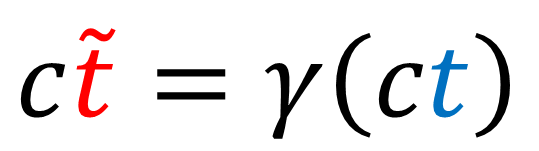 c t̃ = γ(ct)